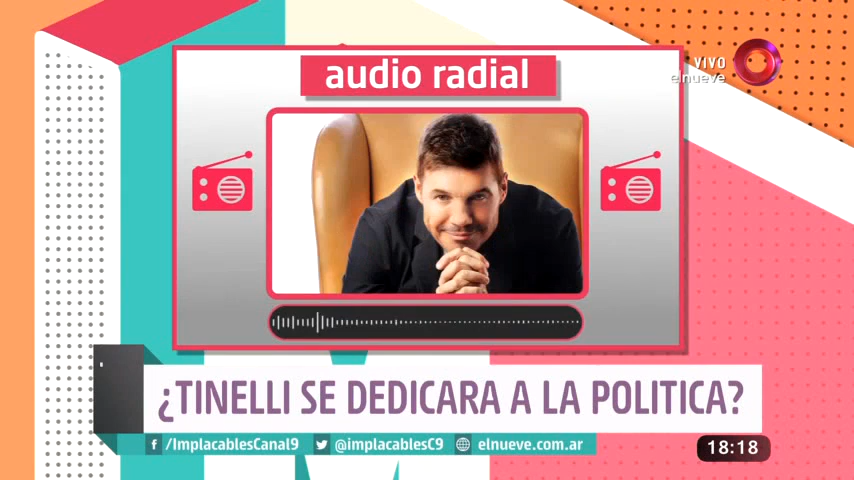 audio radial
VIVO
elnueve
¿TINELLI SE DEDICARA A LA POLITICA?
/ImplacablesCanal9 @implacablesC9 elnueve.com.ar
18:18